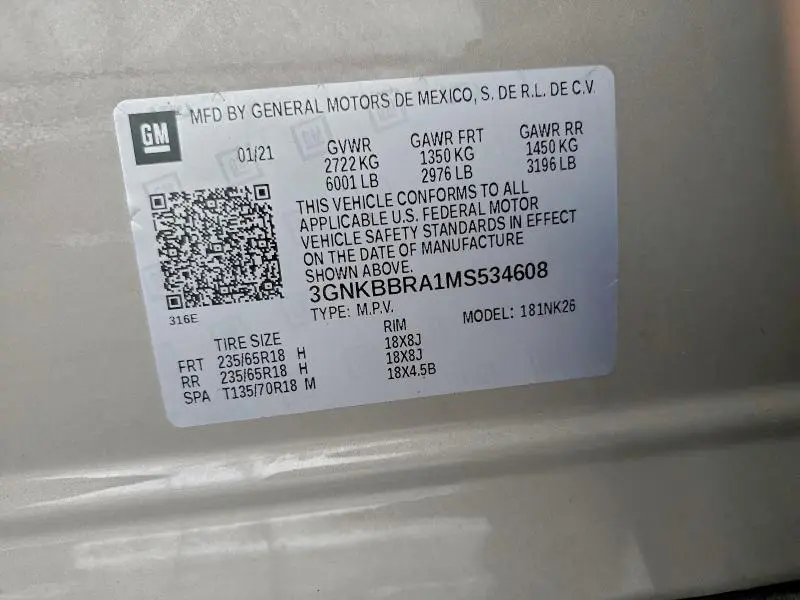 GM
MFD BY GENERAL MOTORS DE MEXICO, S. DE R.L. DE C.V.
01/21 GVWR GAWR FRT GAWR RR
2722 KG 1350 KG 1450 KG
6001 LB 2976 LB 3196 LB
THIS VEHICLE CONFORMS TO ALL
APPLICABLE U.S. FEDERAL MOTOR
VEHICLE SAFETY STANDARDS IN EFFECT
ON THE DATE OF MANUFACTURE
SHOWN ABOVE.
3GNKBBRA1MS534608
316E
TYPE: M.P.V. MODEL: 181NK26
TIRE SIZE RIM
FRT 235/65R18 H 18X8J
RR 235/65R18 H 18X8J
SPA T135/70R18 M 18X4.5B